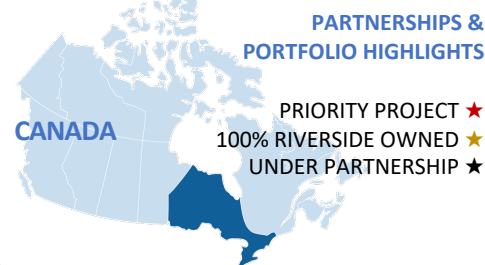 PARTNERSHIPS &
PORTFOLIO HIGHLIGHTS
PRIORITY PROJECT ★
CANADA
100% RIVERSIDE OWNED ★
UNDER PARTNERSHIP ★